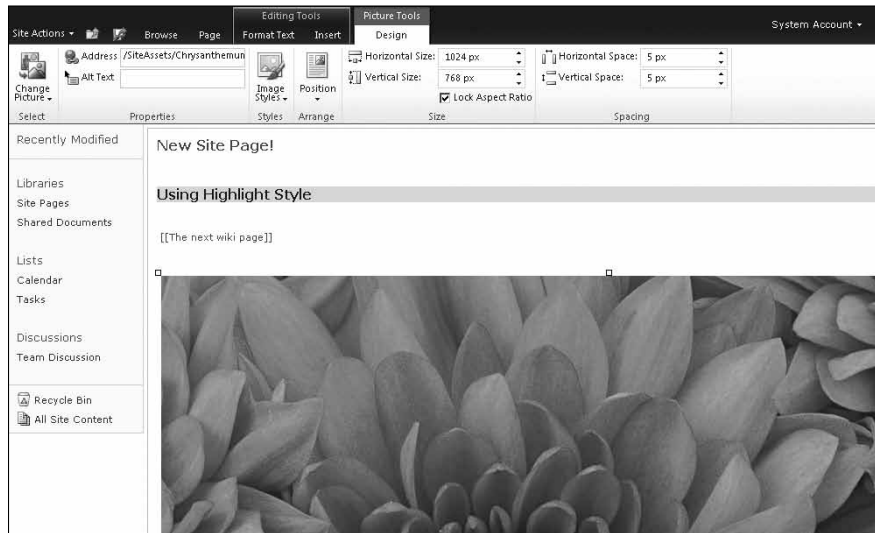 Editing Tools Picture Tools
Site Actions Browse Page Format Text Insert Design System Account
Address /SiteAssets/Chrysanthemun Horizontal Size: 1024 px Horizontal Space: 5 px
Alt Text Vertical Size: 768 px Vertical Space: 5 px
Change Picture Image Styles Position Lock Aspect Ratio
Select Properties Styles Arrange Size Spacing
Recently Modified
New Site Page!
Libraries
Using Highlight Style
Site Pages
Shared Documents
[[The next wiki page]]
Lists
Calendar
Tasks
Discussions
Team Discussion
Recycle Bin
All Site Content